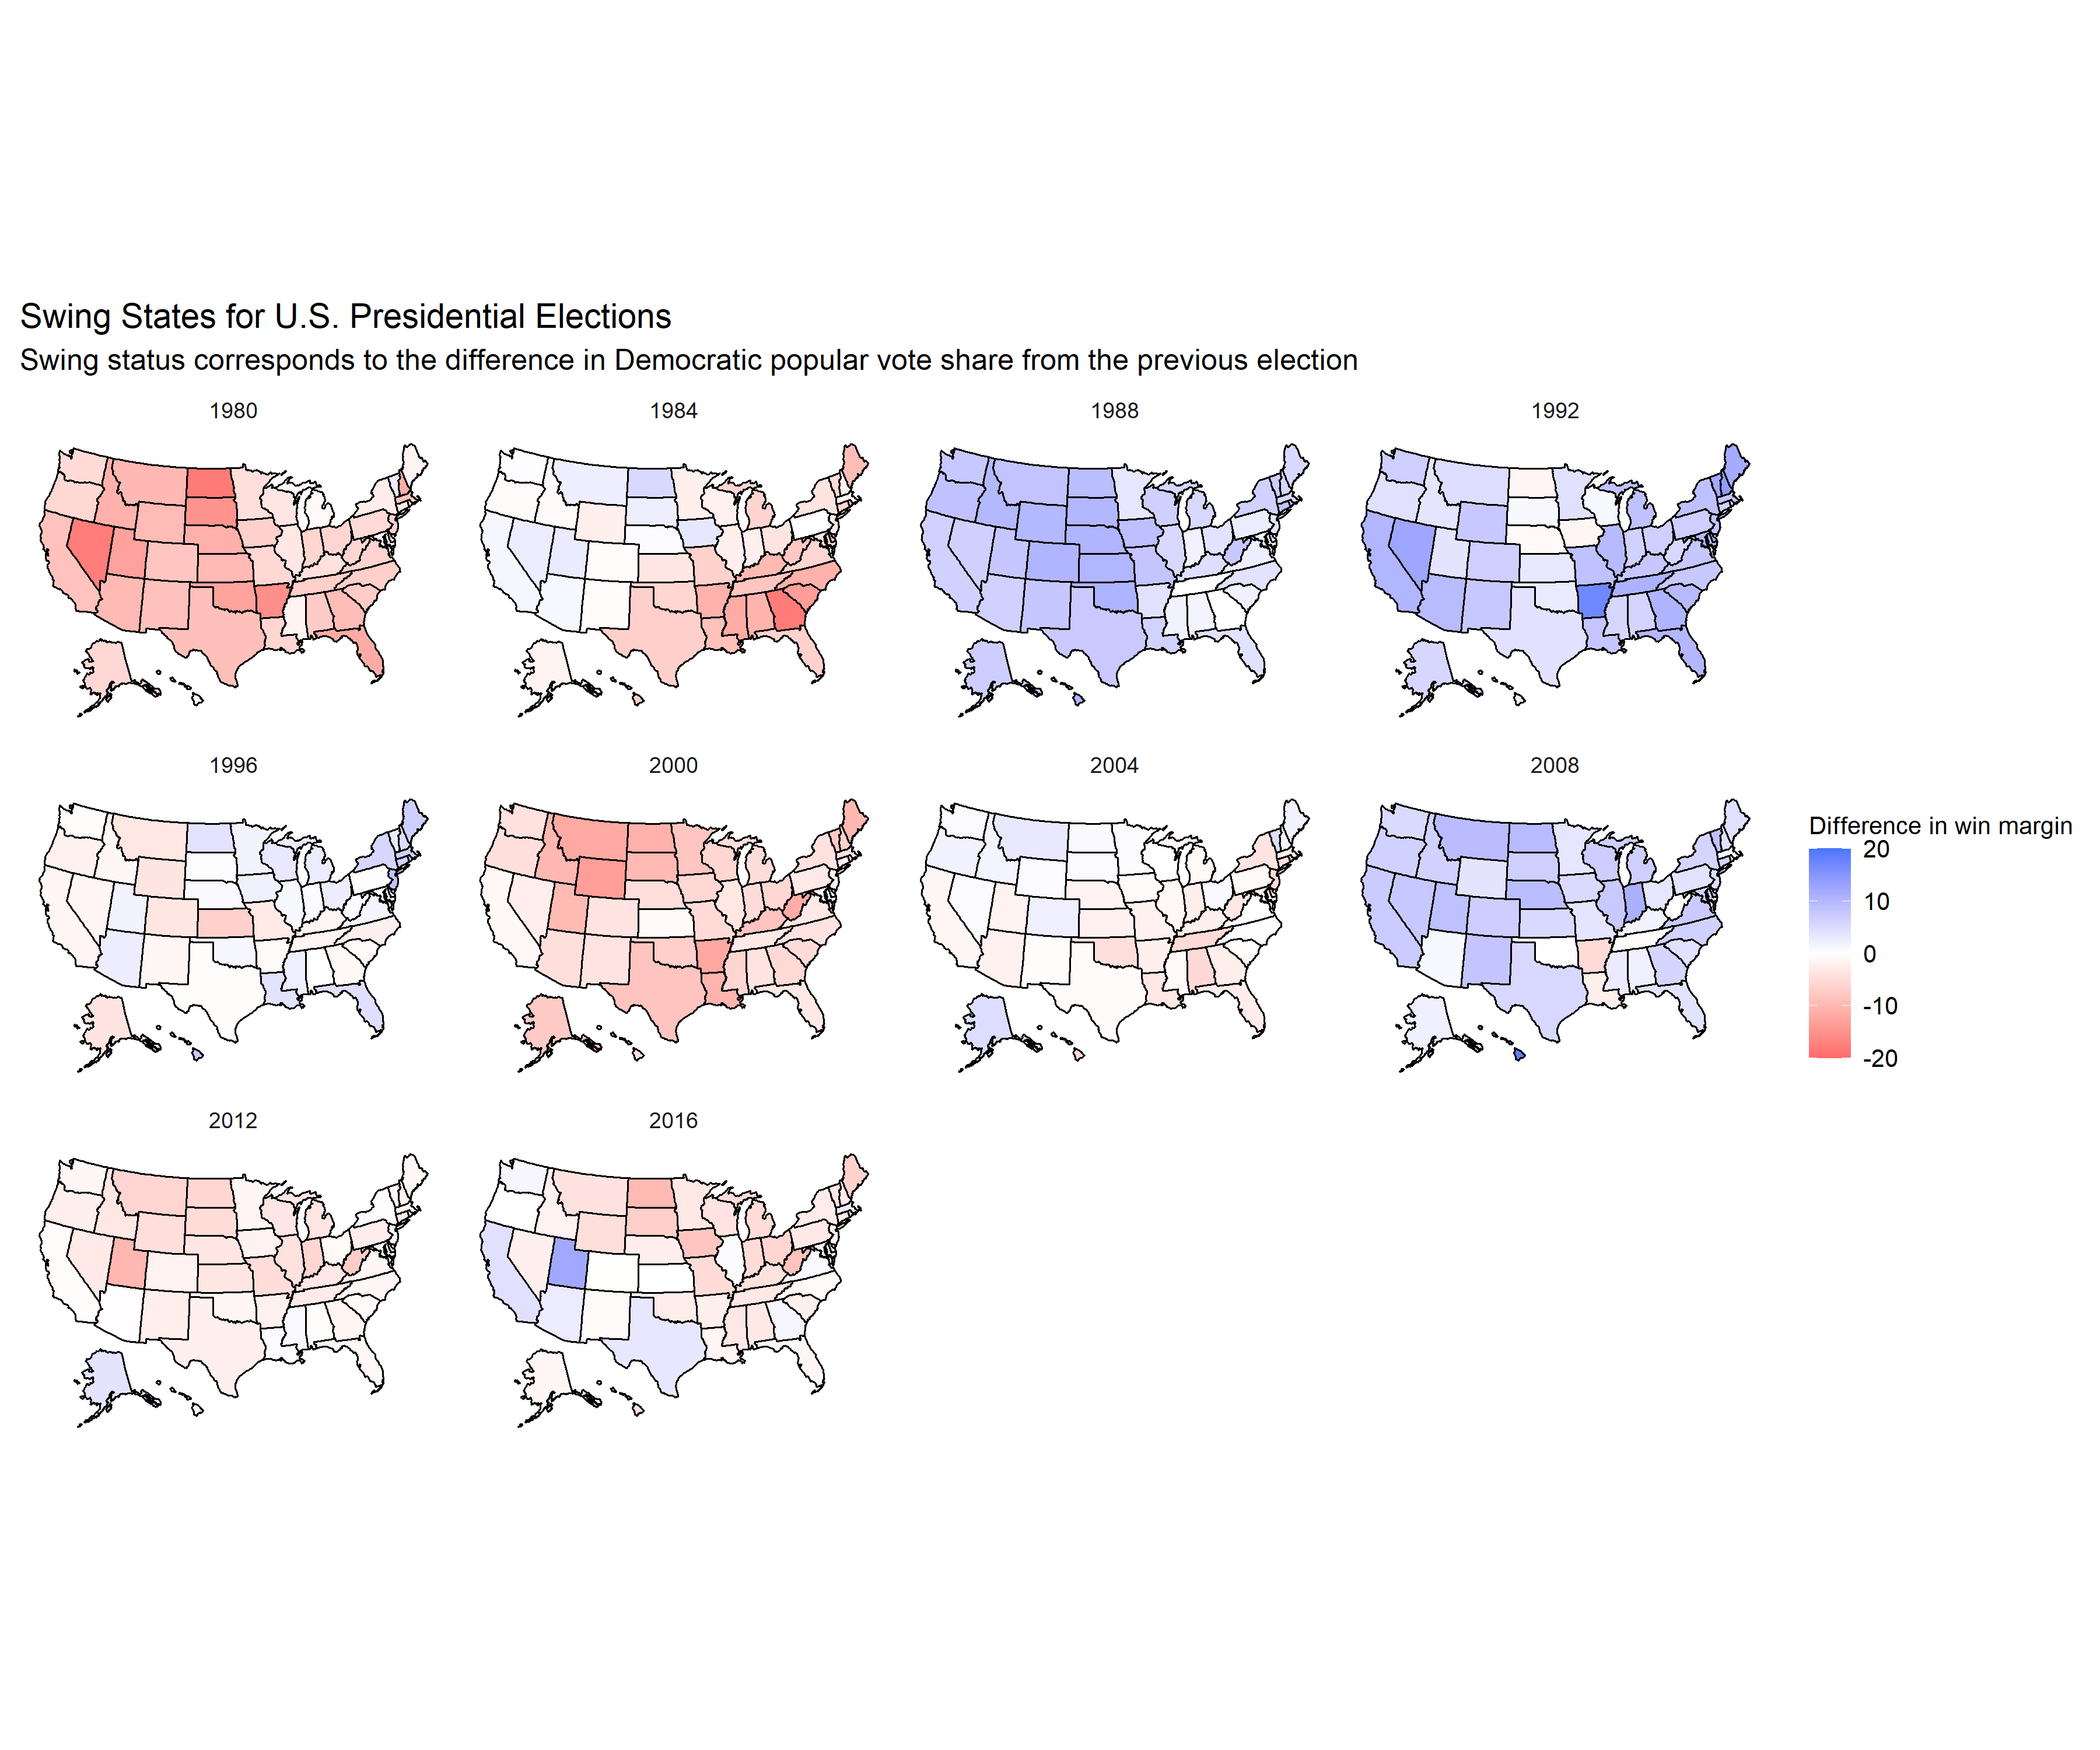 Swing States for U.S. Presidential Elections
Swing status corresponds to the difference in Democratic popular vote share from the previous election
1980 1984 1988 1992
1996 2000 2004 2008
Difference in win margin
20
10
0
-10
-20
2012 2016